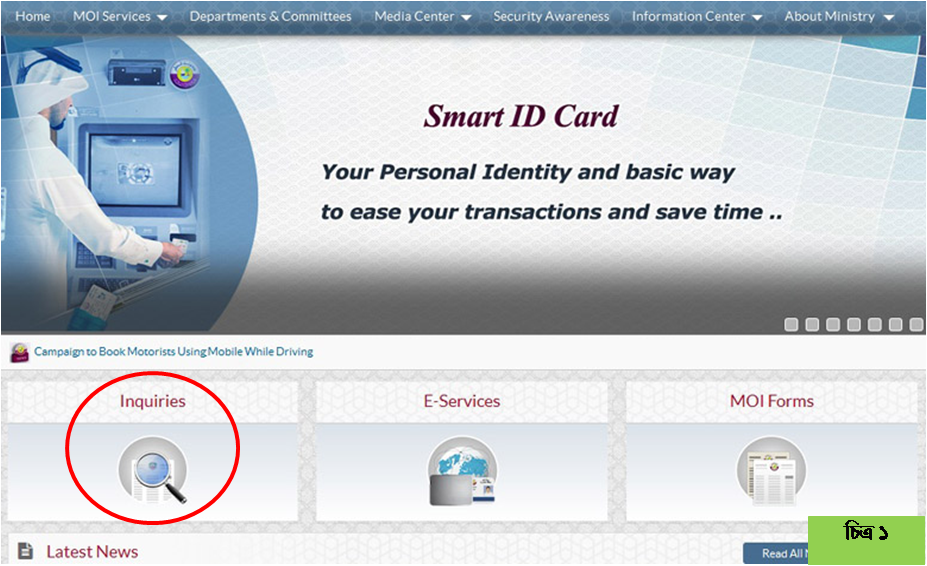 Home MOI Services Departments & Committees Media Center Security Awareness Information Center About Ministry
Smart ID Card
Your Personal Identity and basic way
to ease your transactions and save time ..
Campaign to Book Motorists Using Mobile While Driving
Inquiries E-Services MOI Forms
Latest News Read All
চিত্র ১